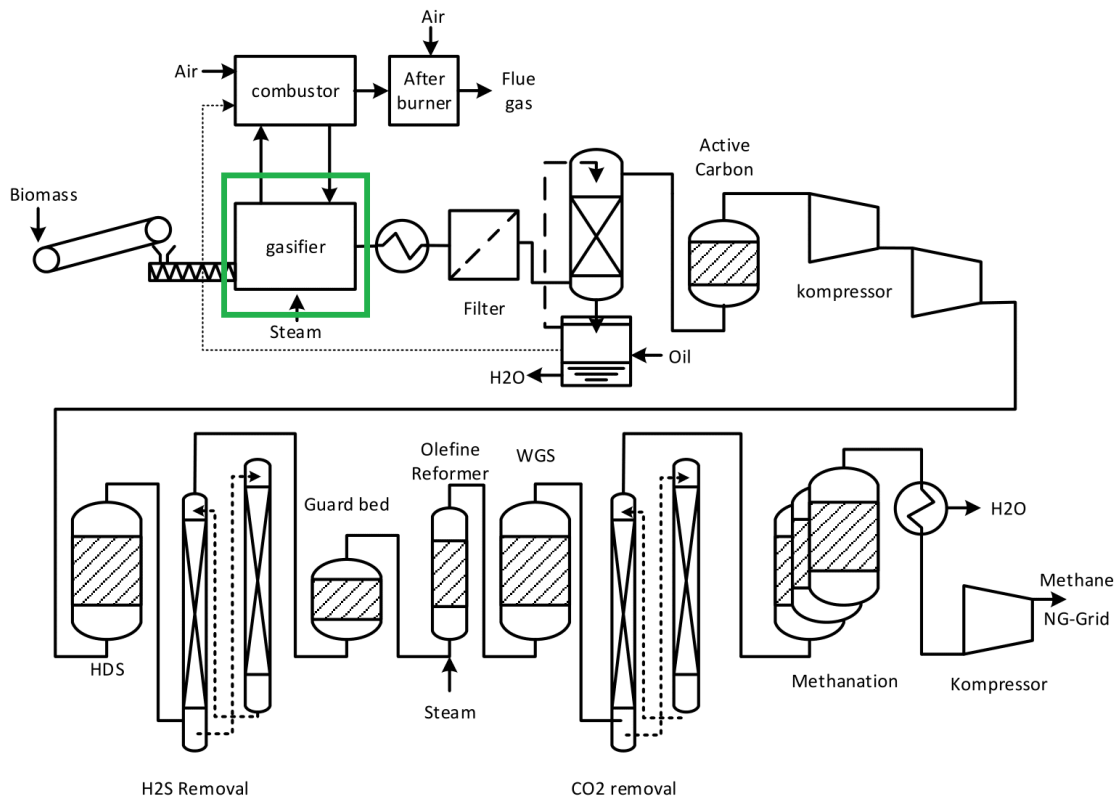 Air
Air
combustor
After
burner
Flue
gas
Active
Carbon
Biomass
gasifier
kompressor
Filter
Steam
Oil
H2O
Olefine
Reformer
WGS
Guard bed
H2O
Methane
NG-Grid
HDS
Methanation
Kompressor
Steam
H2S Removal
CO2 removal